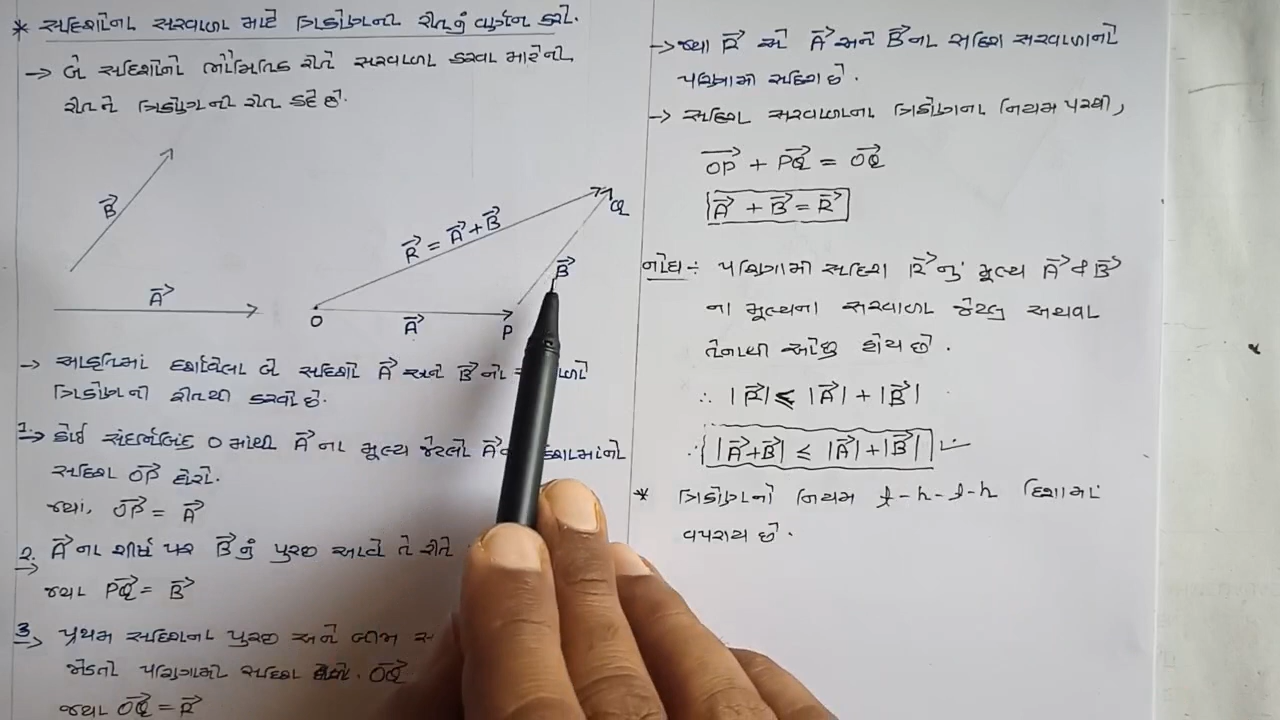 * સદિશોના સરવાળા માટે ત્રિકોણની રીતનું વર્ણન કરો.
→ બે સદિશોનો ભૌમિતિક રીતે સરવાળા કરવા માટેની
રીતને ત્રિકોણની રીત કહે છે.
B⃗
A⃗
R⃗ = A⃗ + B⃗
Q
B⃗
O
A⃗
P
→ આકૃતિમાં દર્શાવેલા બે સદિશો A⃗ અને B⃗ નો
ત્રિકોણની રીતથી કરવો છે.
1. → કોઈ સંદર્ભબિંદુ O માંથી A⃗ ના મૂલ્ય જેટલો A⃗
સદિશ OP⃗ દોરો.
જ્યાં, OP⃗ = A⃗
2. → A⃗ ના શીર્ષ પર B⃗ નું પુચ્છ આવે તે રીતે
જ્યા PQ⃗ = B⃗
3. → પ્રથમ સદિશના પુચ્છ અને બીજા
જોડતો પરિણામી સદિશ દોરો. OQ⃗
જ્યા OQ⃗ = R⃗
→ જ્યા R⃗ એ A⃗ અને B⃗ ના સદિશ સરવાળાનો
પરિણામી સદિશ છે.
→ સદિશ સરવાળાના ત્રિકોણના નિયમ પરથી,
OP⃗ + PQ⃗ = OQ⃗
A⃗ + B⃗ = R⃗
નોંધ :- પરિણામી સદિશ R⃗ નું મૂલ્ય A⃗ & B⃗
ના મૂલ્યના સરવાળા જેટલુ અથવા
તેનાથી ઓછુ હોય છે.
∴ |R⃗| ≤ |A⃗| + |B⃗|
∴ |A⃗+B⃗| ≤ |A⃗| + |B⃗|
* ત્રિકોણનો નિયમ દિશામાં
વપરાય છે.